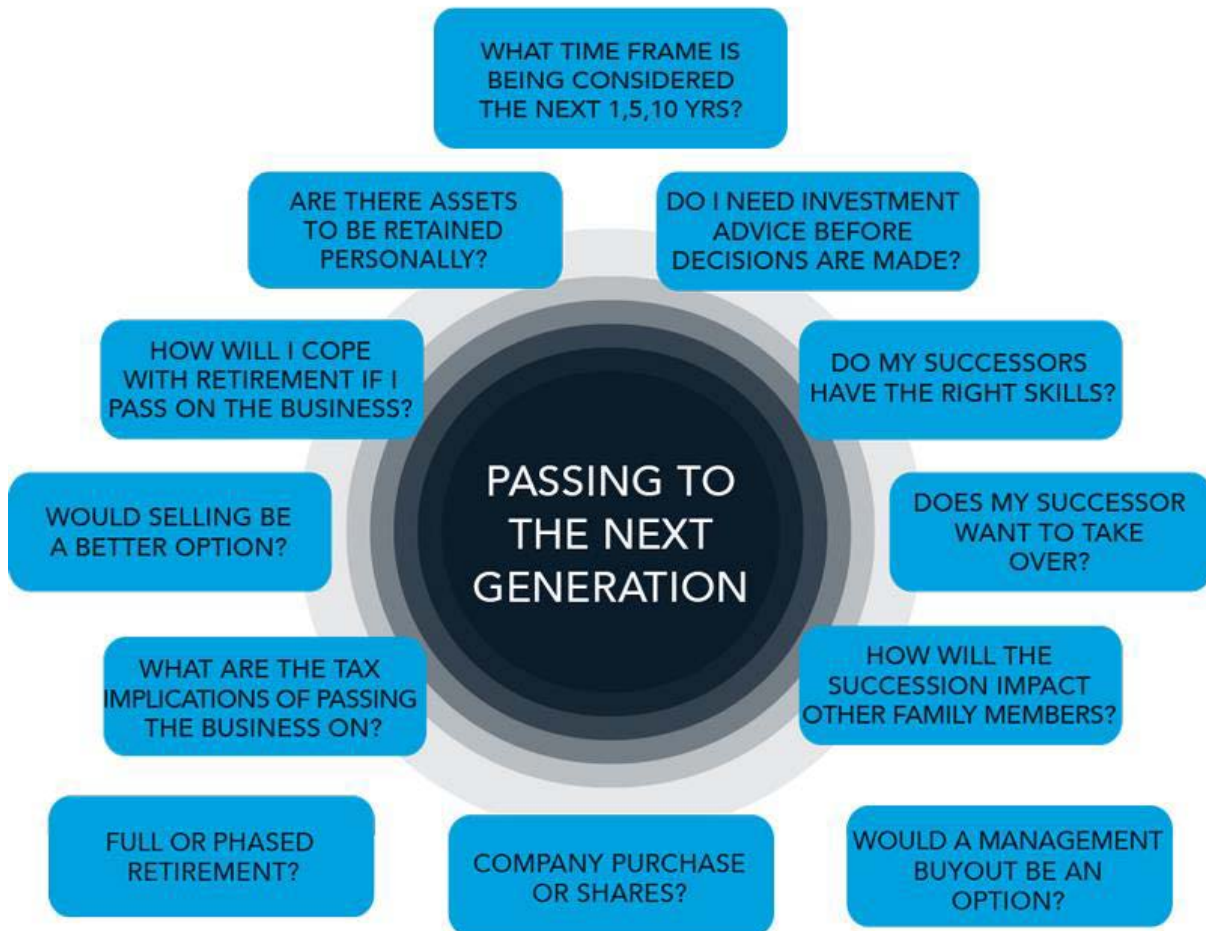 WHAT TIME FRAME IS
BEING CONSIDERED
THE NEXT 1,5,10 YRS?
ARE THERE ASSETS
TO BE RETAINED
PERSONALLY?
DO I NEED INVESTMENT
ADVICE BEFORE
DECISIONS ARE MADE?
HOW WILL I COPE
WITH RETIREMENT IF I
PASS ON THE BUSINESS?
DO MY SUCCESSORS
HAVE THE RIGHT SKILLS?
PASSING TO
THE NEXT
GENERATION
WOULD SELLING BE
A BETTER OPTION?
DOES MY SUCCESSOR
WANT TO TAKE
OVER?
WHAT ARE THE TAX
IMPLICATIONS OF PASSING
THE BUSINESS ON?
HOW WILL THE
SUCCESSION IMPACT
OTHER FAMILY MEMBERS?
FULL OR PHASED
RETIREMENT?
COMPANY PURCHASE
OR SHARES?
WOULD A MANAGEMENT
BUYOUT BE AN
OPTION?